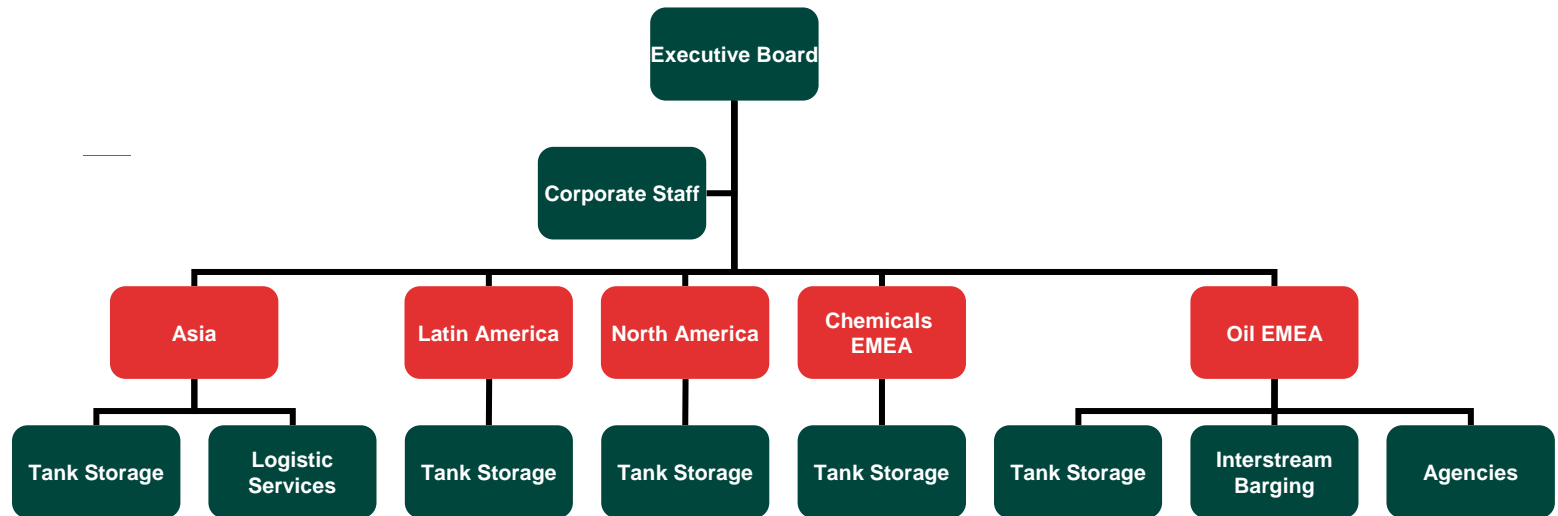 Executive Board
Corporate Staff
Asia
Latin America
North America
Chemicals
EMEA
Oil EMEA
Tank Storage
Logistic
Services
Tank Storage
Tank Storage
Tank Storage
Tank Storage
Interstream
Barging
Agencies